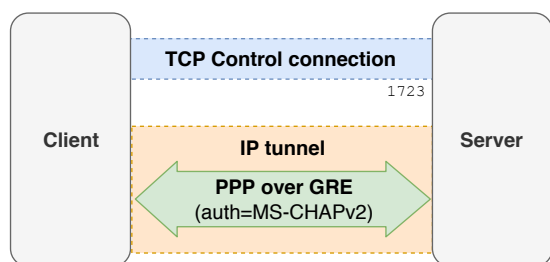 TCP Control connection
1723
Client
Server
IP tunnel
PPP over GRE
(auth=MS-CHAPv2)